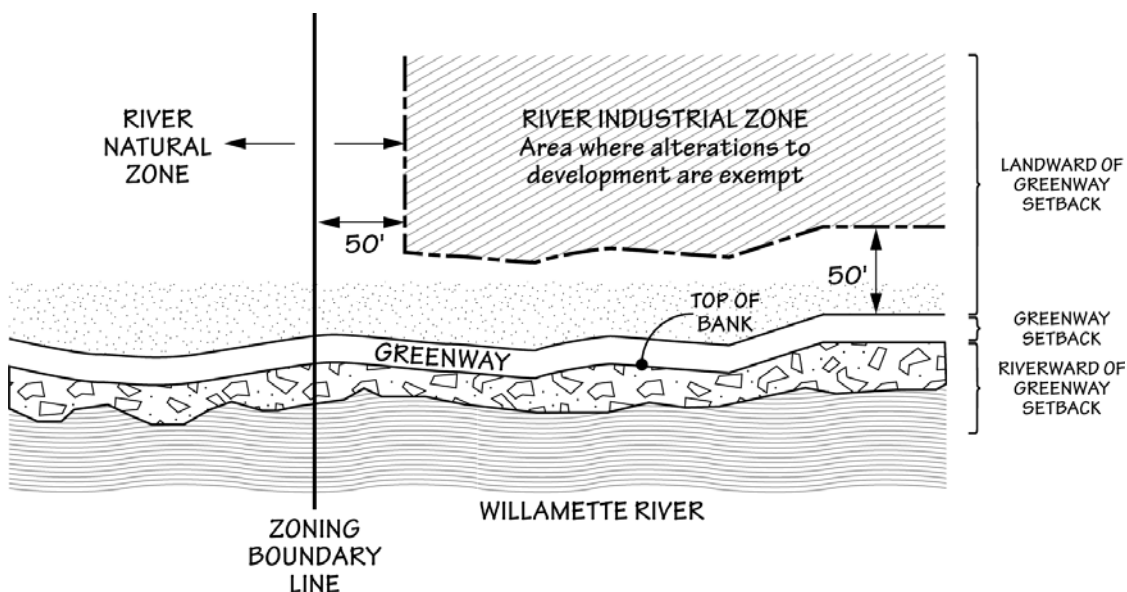 RIVER
NATURAL
ZONE
RIVER INDUSTRIAL ZONE
Area where alterations to
development are exempt
50'
50'
TOP OF
BANK
GREENWAY
WILLAMETTE RIVER
ZONING
BOUNDARY
LINE
LANDWARD OF
GREENWAY
SETBACK
GREENWAY
SETBACK
RIVERWARD OF
GREENWAY
SETBACK